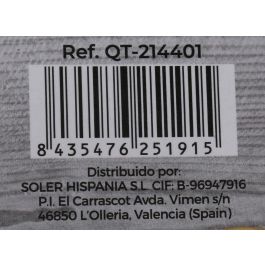 Ref. QT-214401
8 435476 251915
Distribuido por:
SOLER HISPANIA S.L. CIF: B-96947916
P.I. El Carrascot Avda. Vimen s/n
46850 L'Olleria, Valencia (Spain)